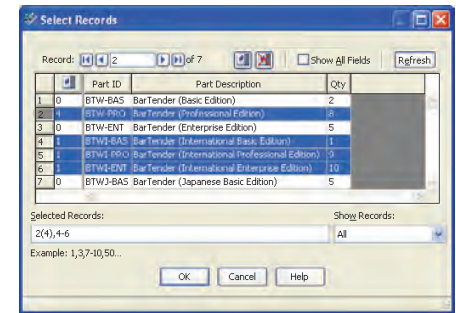 Select Records
Record: 2 of 7 Show All Fields Refresh
Part ID Part Description Qty
1 0 BTW-BAS BarTender (Basic Edition) 2
2 4 BTW-PRO BarTender (Professional Edition) 8
3 0 BTW-ENT BarTender (Enterprise Edition) 5
4 1 BTWI-BAS BarTender (International Basic Edition) 1
5 1 BTWI-PRO BarTender (International Professional Edition) 9
6 1 BTWI-ENT BarTender (International Enterprise Edition) 10
7 0 BTWJ-BAS BarTender (Japanese Basic Edition) 5
Selected Records: Show Records:
2(4),4-6 All
Example: 1,3,7-10,50...
OK Cancel Help